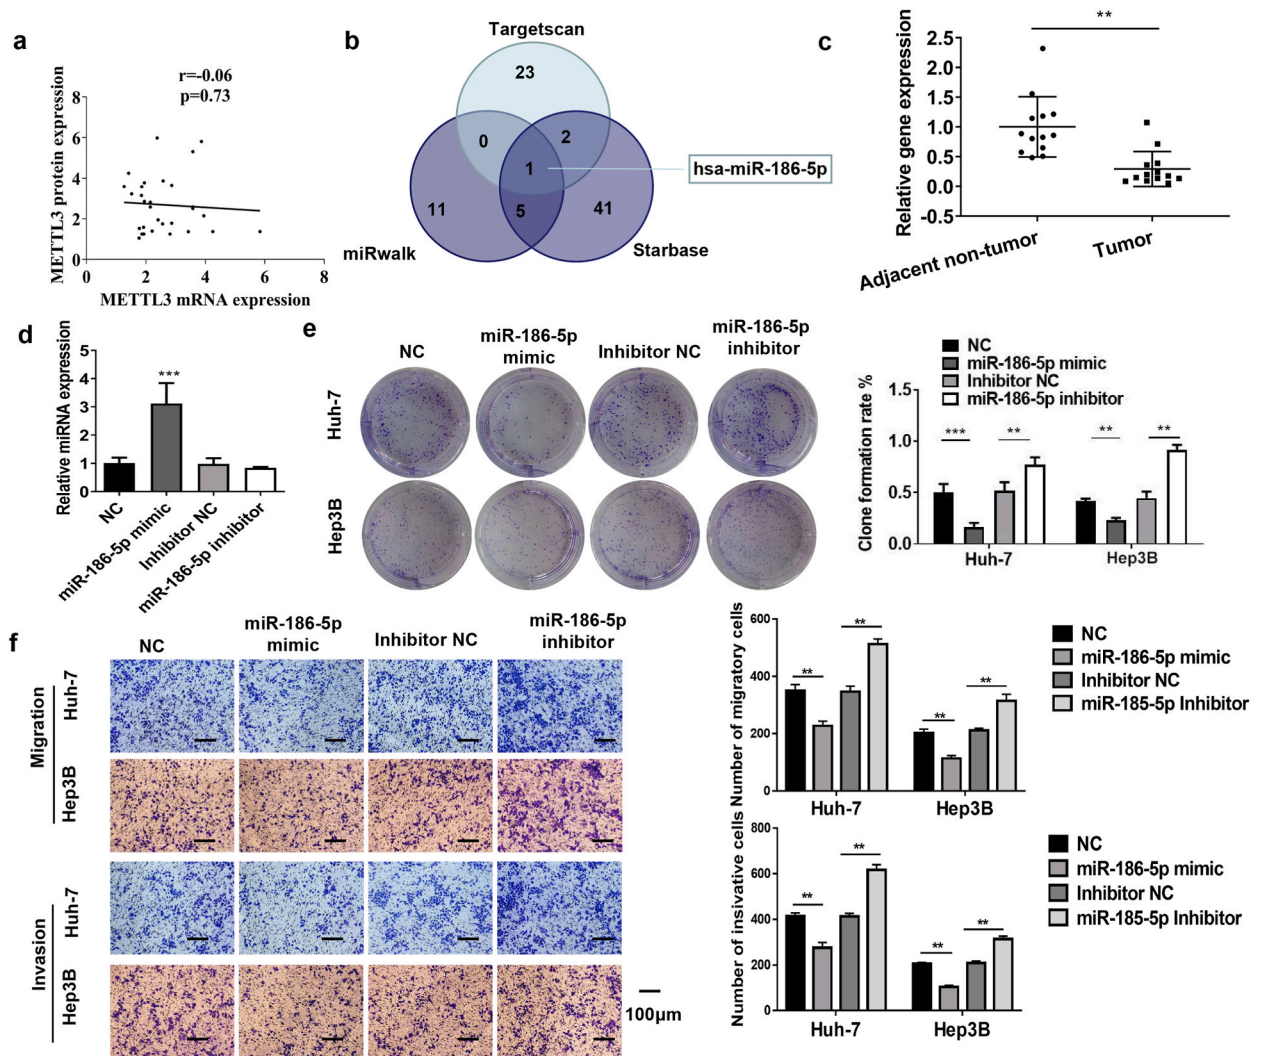 a
r=-0.06
p=0.73
METTL3 protein expression
8
6
4
2
0
0 2 4 6 8
METTL3 mRNA expression
b
Targetscan
23
0
2
1
hsa-miR-186-5p
11
5
41
miRwalk
Starbase
c
**
Relative gene expression
2.5
2.0
1.5
1.0
0.5
0.0
-0.5
Adjacent non-tumor
Tumor
d
Relative miRNA expression
5
4
3
2
1
0
***
NC
miR-186-5p mimic
Inhibitor NC
miR-186-5p inhibitor
e
NC
miR-186-5p
mimic
Inhibitor NC
miR-186-5p
inhibitor
Huh-7
Hep3B
NC
miR-186-5p mimic
Inhibitor NC
miR-186-5p inhibitor
Clone formation rate %
1.5
1.0
0.5
0.0
*** ** ** **
Huh-7 Hep3B
f
NC
miR-186-5p
mimic
Inhibitor NC
miR-186-5p
inhibitor
Migration
Huh-7
Hep3B
Invasion
Huh-7
Hep3B
100μm
Number of migratory cells
600
400
200
0
** ** ** **
Huh-7 Hep3B
NC
miR-186-5p mimic
Inhibitor NC
miR-185-5p Inhibitor
Number of insivative cells
800
600
400
200
0
** ** ** **
Huh-7 Hep3B
NC
miR-186-5p mimic
Inhibitor NC
miR-185-5p Inhibitor